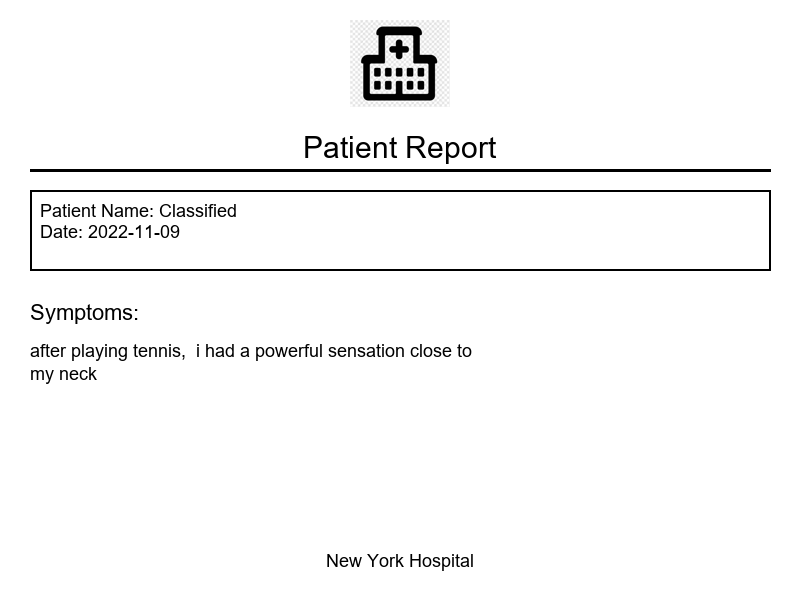 Patient Report
Patient Name: Classified
Date: 2022-11-09
Symptoms:
after playing tennis,  i had a powerful sensation close to
my neck
New York Hospital